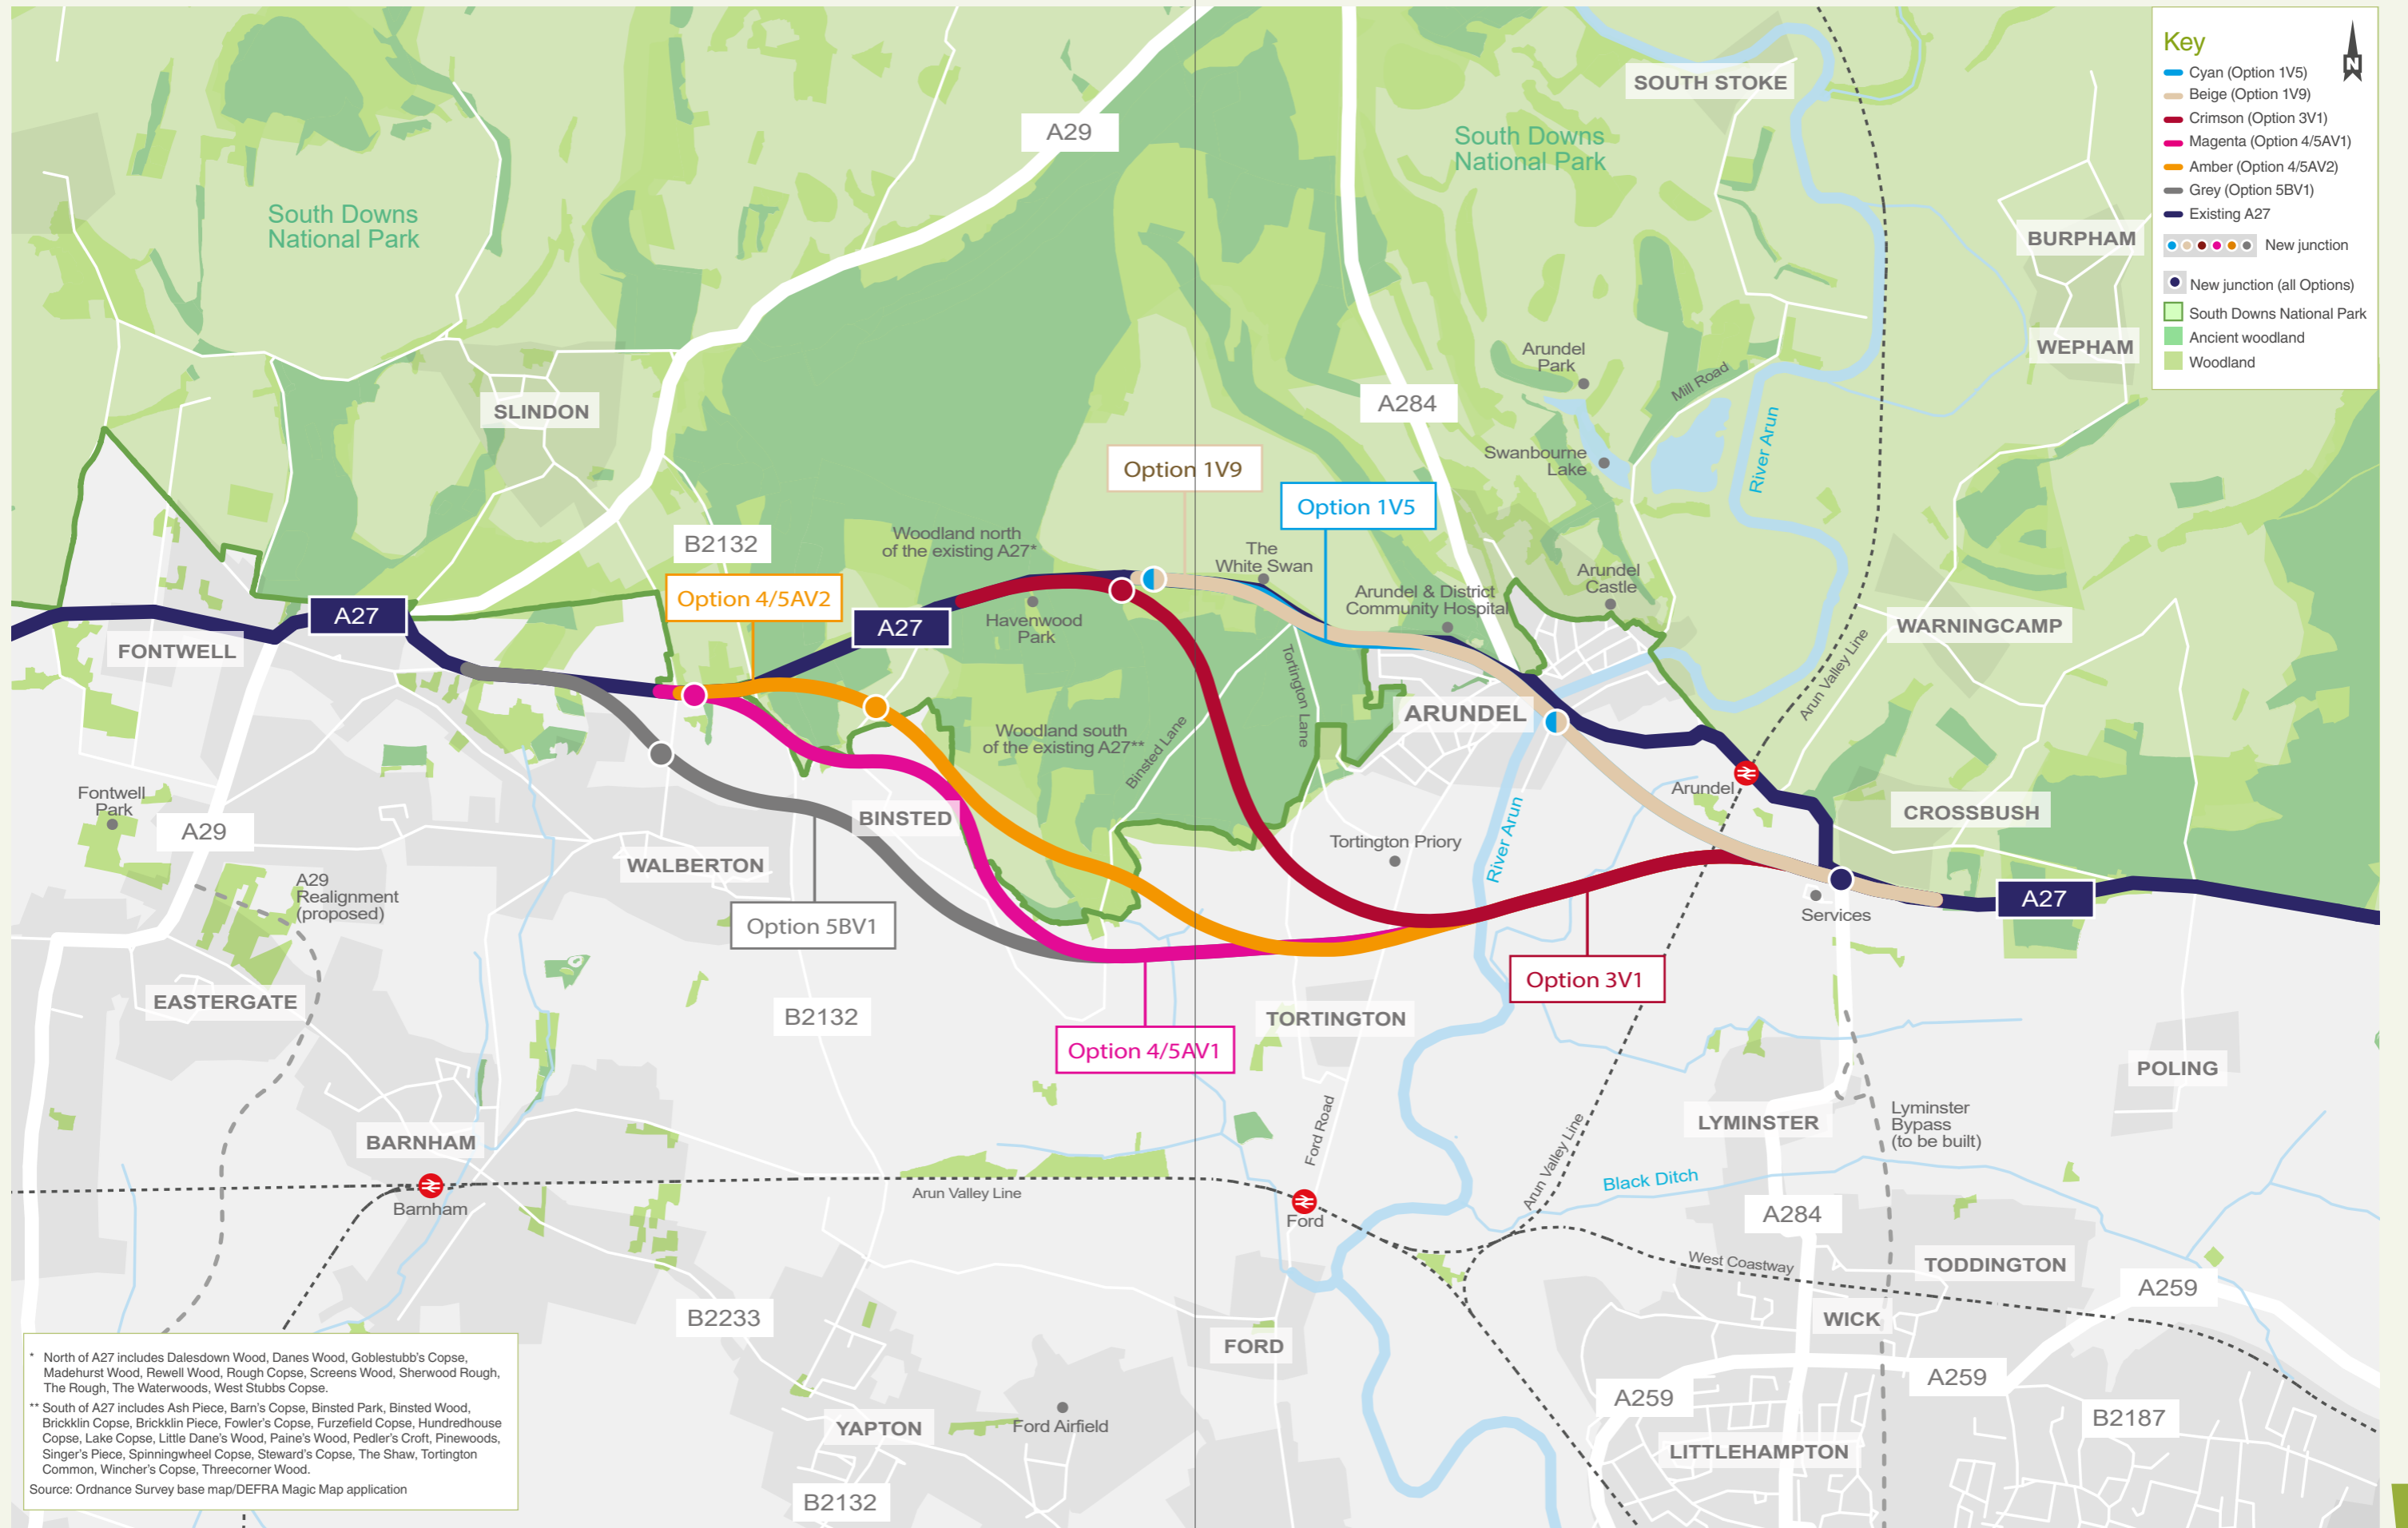 Key
Cyan (Option 1V5)
Beige (Option 1V9)
Crimson (Option 3V1)
Magenta (Option 4/5AV1)
Amber (Option 4/5AV2)
Grey (Option 5BV1)
Existing A27
New junction
New junction (all Options)
South Downs National Park
Ancient woodland
Woodland
N
SOUTH STOKE
A29
South Downs
National Park
South Downs
National Park
BURPHAM
WEPHAM
Arundel
Park
Mill Road
SLINDON
A284
River Arun
Swanbourne
Lake
Option 1V9
Option 1V5
B2132
Woodland north
of the existing A27*
The
White Swan
Arundel
Castle
Arundel & District
Community Hospital
Option 4/5AV2
A27
A27
Havenwood
Park
WARNINGCAMP
FONTWELL
Tortington Lane
Arun Valley Line
ARUNDEL
Woodland south
of the existing A27**
Binsted Lane
Arundel
Fontwell
Park
A29
BINSTED
CROSSBUSH
Tortington Priory
River Arun
WALBERTON
A29
Realignment
(proposed)
Option 5BV1
A27
Services
Option 3V1
EASTERGATE
B2132
TORTINGTON
Option 4/5AV1
POLING
LYMINSTER
Lyminster
Bypass
(to be built)
BARNHAM
Ford Road
Arun Valley Line
Black Ditch
Barnham
Arun Valley Line
Ford
A284
West Coastway
TODDINGTON
A259
B2233
WICK
FORD
A259
A259
B2187
YAPTON
Ford Airfield
LITTLEHAMPTON
B2132
* North of A27 includes Dalesdown Wood, Danes Wood, Goblestubb's Copse,
Madehurst Wood, Rewell Wood, Rough Copse, Screens Wood, Sherwood Rough,
The Rough, The Waterwoods, West Stubbs Copse.
** South of A27 includes Ash Piece, Barn's Copse, Binsted Park, Binsted Wood,
Brickklin Copse, Brickklin Piece, Fowler's Copse, Furzefield Copse, Hundredhouse
Copse, Lake Copse, Little Dane's Wood, Paine's Wood, Pedler's Croft, Pinewoods,
Singer's Piece, Spinningwheel Copse, Steward's Copse, The Shaw, Tortington
Common, Wincher's Copse, Threecorner Wood.
Source: Ordnance Survey base map/DEFRA Magic Map application